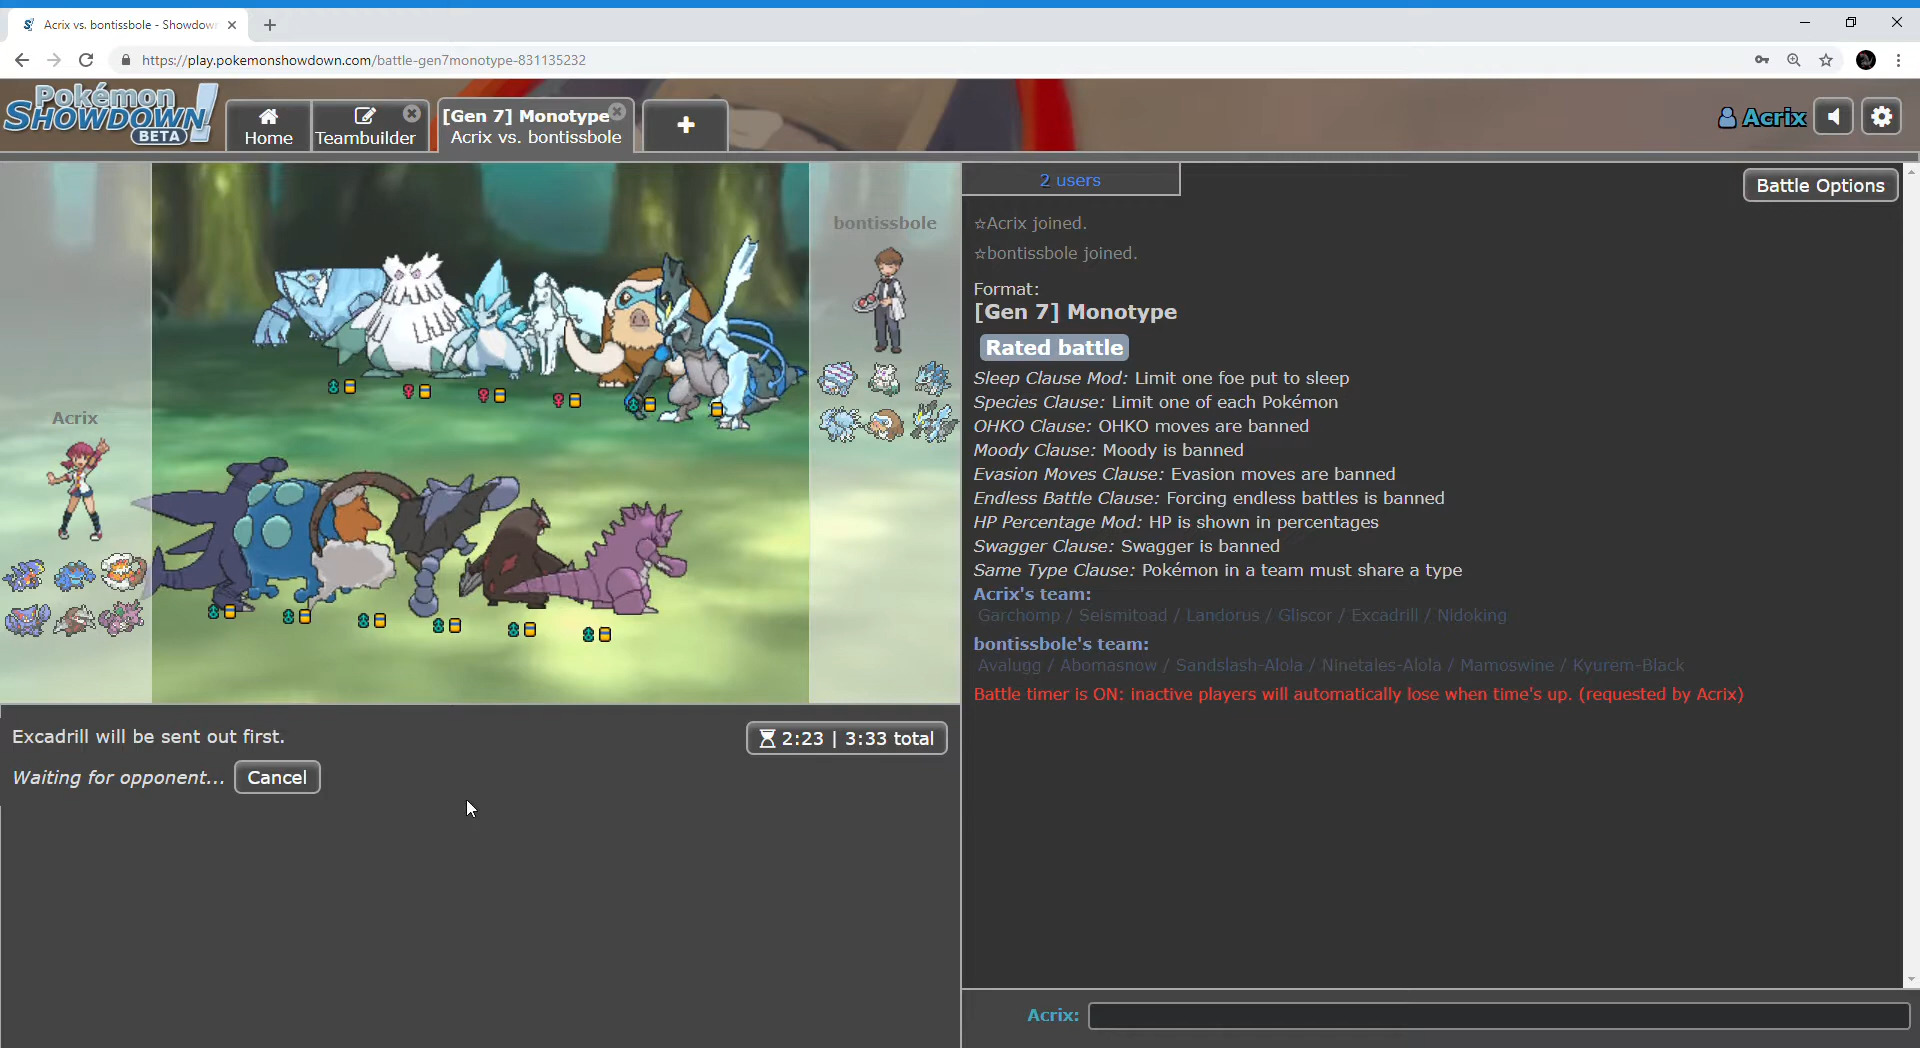 Acrix vs. bontissbole - Showdown
https://play.pokemonshowdown.com/battle-gen7monotype-831135232
Pokémon
SHOWDOWN!
BETA
Home
Teambuilder
[Gen 7] Monotype
Acrix vs. bontissbole
Acrix
bontissbole
Acrix
2 users
Battle Options
☆Acrix joined.
☆bontissbole joined.
Format:
[Gen 7] Monotype
Rated battle
Sleep Clause Mod: Limit one foe put to sleep
Species Clause: Limit one of each Pokémon
OHKO Clause: OHKO moves are banned
Moody Clause: Moody is banned
Evasion Moves Clause: Evasion moves are banned
Endless Battle Clause: Forcing endless battles is banned
HP Percentage Mod: HP is shown in percentages
Swagger Clause: Swagger is banned
Same Type Clause: Pokémon in a team must share a type
Acrix's team:
Garchomp / Seismitoad / Landorus / Gliscor / Excadrill / Nidoking
bontissbole's team:
Avalugg / Abomasnow / Sandslash-Alola / Ninetales-Alola / Mamoswine / Kyurem-Black
Battle timer is ON: inactive players will automatically lose when time's up. (requested by Acrix)
Excadrill will be sent out first.
2:23 | 3:33 total
Waiting for opponent...
Cancel
Acrix: